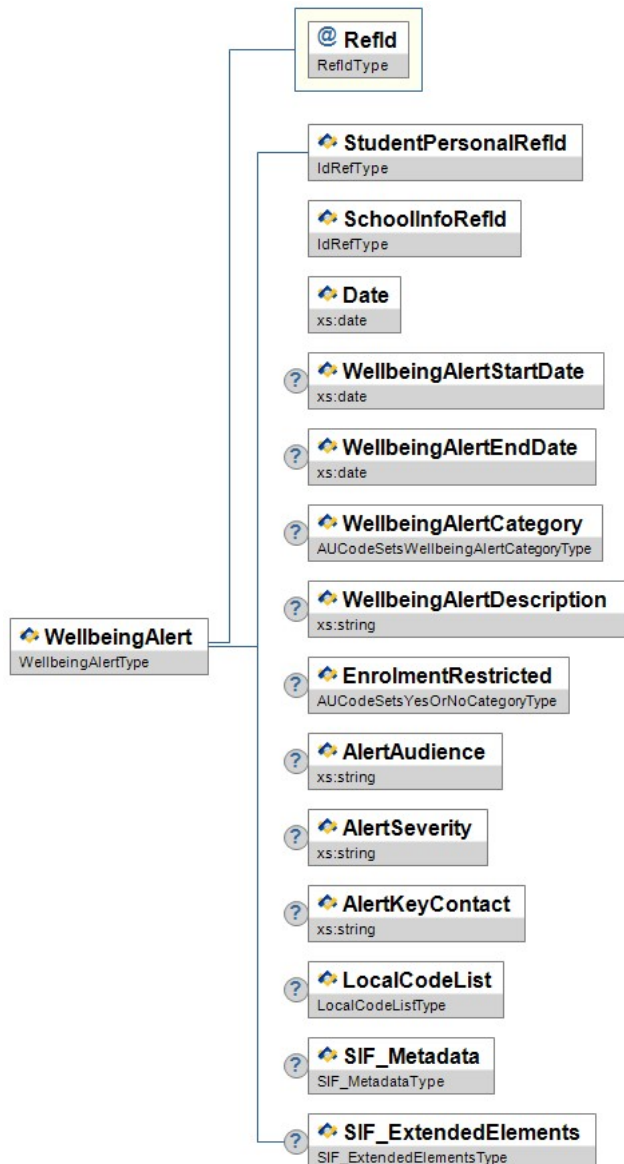 @ RefId
RefIdType
StudentPersonalRefId
IdRefType
SchoolInfoRefId
IdRefType
Date
xs:date
? WellbeingAlertStartDate
xs:date
? WellbeingAlertEndDate
xs:date
? WellbeingAlertCategory
AUCodeSetsWellbeingAlertCategoryType
? WellbeingAlertDescription
xs:string
WellbeingAlert
WellbeingAlertType
? EnrolmentRestricted
AUCodeSetsYesOrNoCategoryType
? AlertAudience
xs:string
? AlertSeverity
xs:string
? AlertKeyContact
xs:string
? LocalCodeList
LocalCodeListType
? SIF_Metadata
SIF_MetadataType
? SIF_ExtendedElements
SIF_ExtendedElementsType